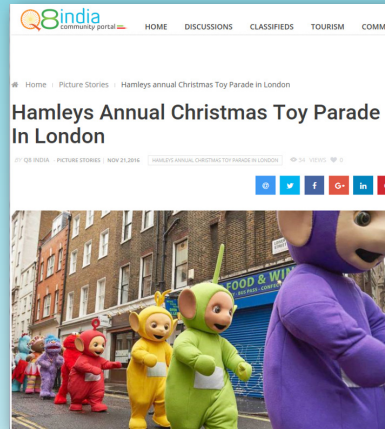 Q8india
community portal
HOME DISCUSSIONS CLASSIFIEDS TOURISM COMM
Home Picture Stories Hamleys annual Christmas Toy Parade in London
Hamleys Annual Christmas Toy Parade
In London
BY Q8 INDIA - PICTURE STORIES | NOV 21,2016 HAMLEYS ANNUAL CHRISTMAS TOY PARADE IN LONDON 54 VIEWS 0
@ f G+ in
FOOD & WIN